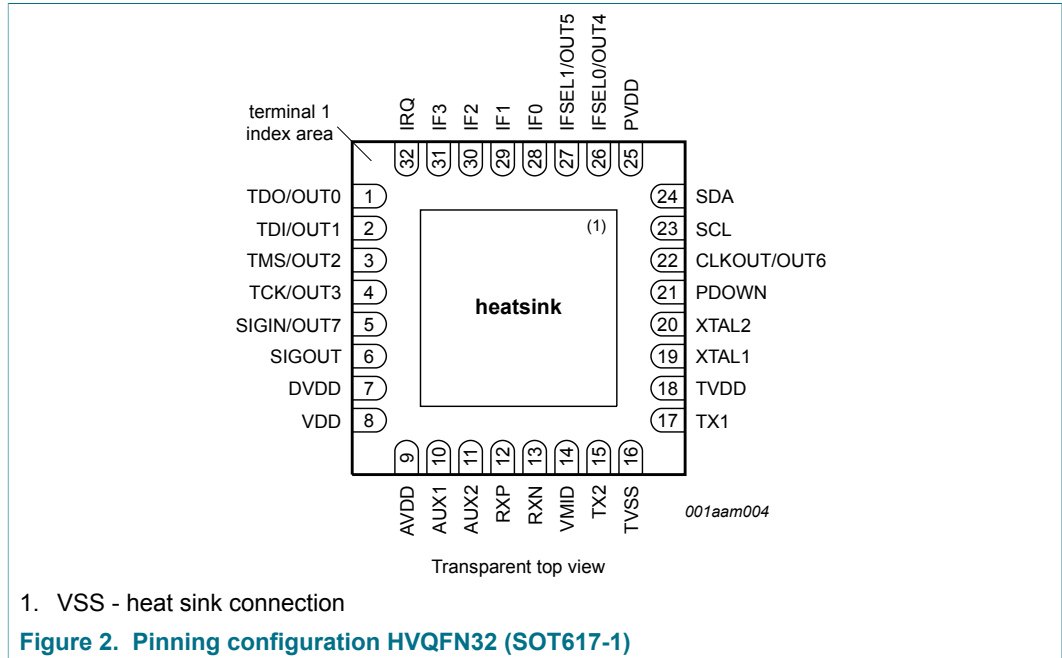 IRQ
IF3
IF2
IF1
IF0
IFSEL1/OUT5
IFSEL0/OUT4
PVDD
terminal 1
index area
32
31
30
29
28
27
26
25
TDO/OUT0 1
TDI/OUT1 2
TMS/OUT2 3
TCK/OUT3 4
SIGIN/OUT7 5
SIGOUT 6
DVDD 7
VDD 8
(1)
heatsink
24 SDA
23 SCL
22 CLKOUT/OUT6
21 PDOWN
20 XTAL2
19 XTAL1
18 TVDD
17 TX1
9
10
11
12
13
14
15
16
AVDD
AUX1
AUX2
RXP
RXN
VMID
TX2
TVSS
001aam004
Transparent top view
1. VSS - heat sink connection
Figure 2. Pinning configuration HVQFN32 (SOT617-1)